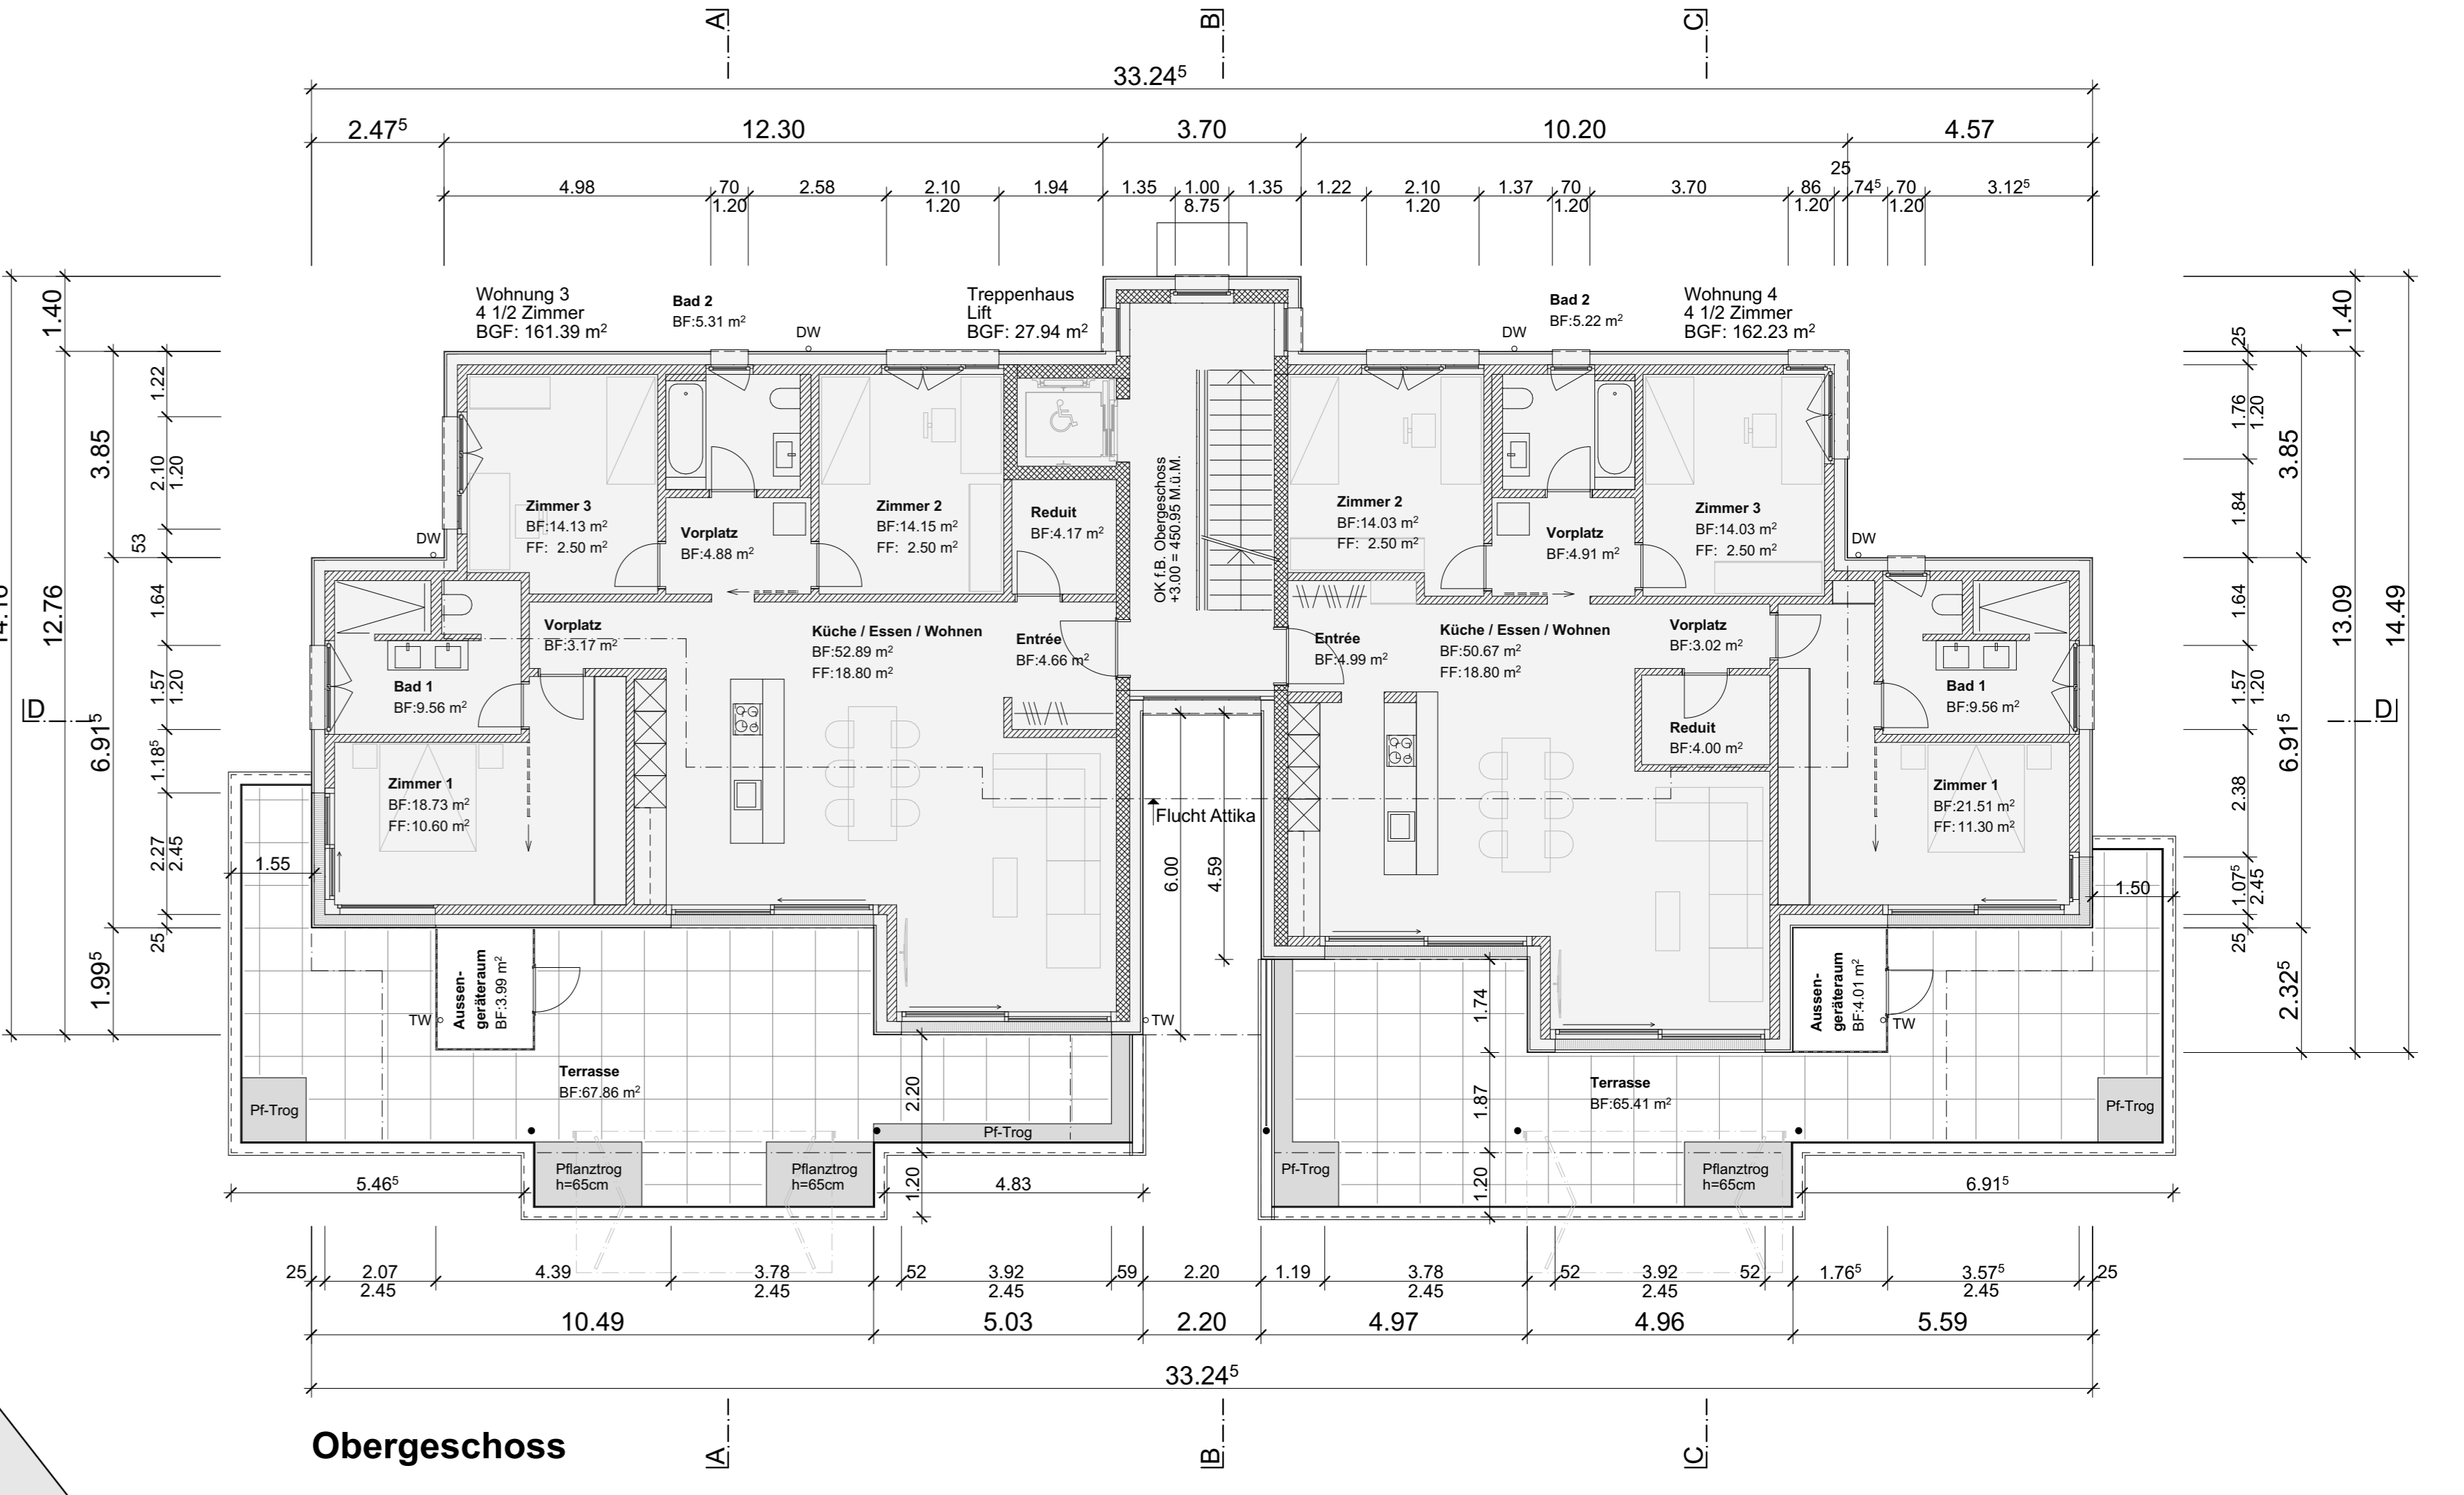 A
B
C
33.24⁵
2.47⁵
12.30
3.70
10.20
4.57
4.98
70
1.20
2.58
2.10
1.20
1.94
1.35
1.00
8.75
1.35
1.22
2.10
1.20
1.37
70
1.20
3.70
86
1.20
25
74⁵
70
1.20
3.12⁵
Wohnung 3
4 1/2 Zimmer
BGF: 161.39 m²
Bad 2
BF:5.31 m²
DW
Treppenhaus
Lift
BGF: 27.94 m²
DW
Bad 2
BF:5.22 m²
Wohnung 4
4 1/2 Zimmer
BGF: 162.23 m²
1.40
12.76
3.85
6.91⁵
1.99⁵
1.22
2.10
1.20
53
1.64
1.57
1.20
1.18⁵
2.27
2.45
25
D
DW
Zimmer 3
BF:14.13 m²
FF: 2.50 m²
Vorplatz
BF:4.88 m²
Zimmer 2
BF:14.15 m²
FF: 2.50 m²
Reduit
BF:4.17 m²
OK f.B. Obergeschoss
+3.00 = 450.95 M.ü.M.
Zimmer 2
BF:14.03 m²
FF: 2.50 m²
Vorplatz
BF:4.91 m²
Zimmer 3
BF:14.03 m²
FF: 2.50 m²
DW
Vorplatz
BF:3.17 m²
Küche / Essen / Wohnen
BF:52.89 m²
FF:18.80 m²
Entrée
BF:4.66 m²
Entrée
BF:4.99 m²
Küche / Essen / Wohnen
BF:50.67 m²
FF:18.80 m²
Vorplatz
BF:3.02 m²
Bad 1
BF:9.56 m²
Reduit
BF:4.00 m²
Bad 1
BF:9.56 m²
Zimmer 1
BF:18.73 m²
FF:10.60 m²
Flucht Attika
Zimmer 1
BF:21.51 m²
FF:11.30 m²
1.55
6.00
4.59
1.50
25
1.76
1.20
1.84
1.64
1.57
1.20
2.38
1.07⁵
2.45
25
3.85
6.91⁵
2.32⁵
1.40
13.09
14.49
D
Aussen-
geräteraum
BF:3.99 m²
TW
TW
1.74
1.87
1.20
Aussen-
geräteraum
BF:4.01 m²
TW
Terrasse
BF:67.86 m²
2.20
1.20
Terrasse
BF:65.41 m²
Pf-Trog
Pf-Trog
Pf-Trog
Pflanztrog
h=65cm
Pflanztrog
h=65cm
Pf-Trog
Pflanztrog
h=65cm
5.46⁵
4.83
6.91⁵
25
2.07
2.45
4.39
3.78
2.45
52
3.92
2.45
59
2.20
1.19
3.78
2.45
52
3.92
2.45
52
1.76⁵
3.57⁵
2.45
25
10.49
5.03
2.20
4.97
4.96
5.59
33.24⁵
Obergeschoss
A
B
C